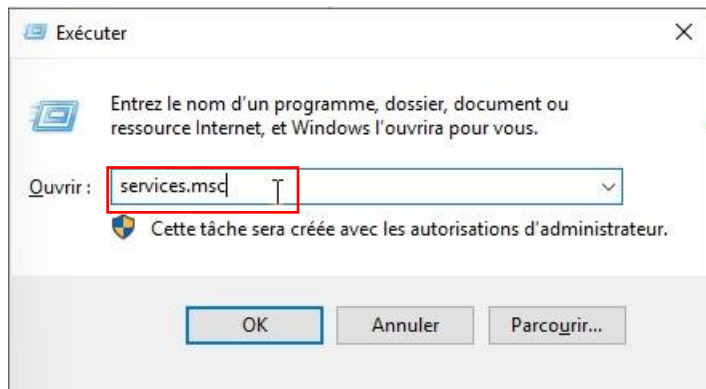 Exécuter
Entrez le nom d'un programme, dossier, document ou
ressource Internet, et Windows l'ouvrira pour vous.
Ouvrir : services.msc
Cette tâche sera créée avec les autorisations d'administrateur.
OK Annuler Parcourir...